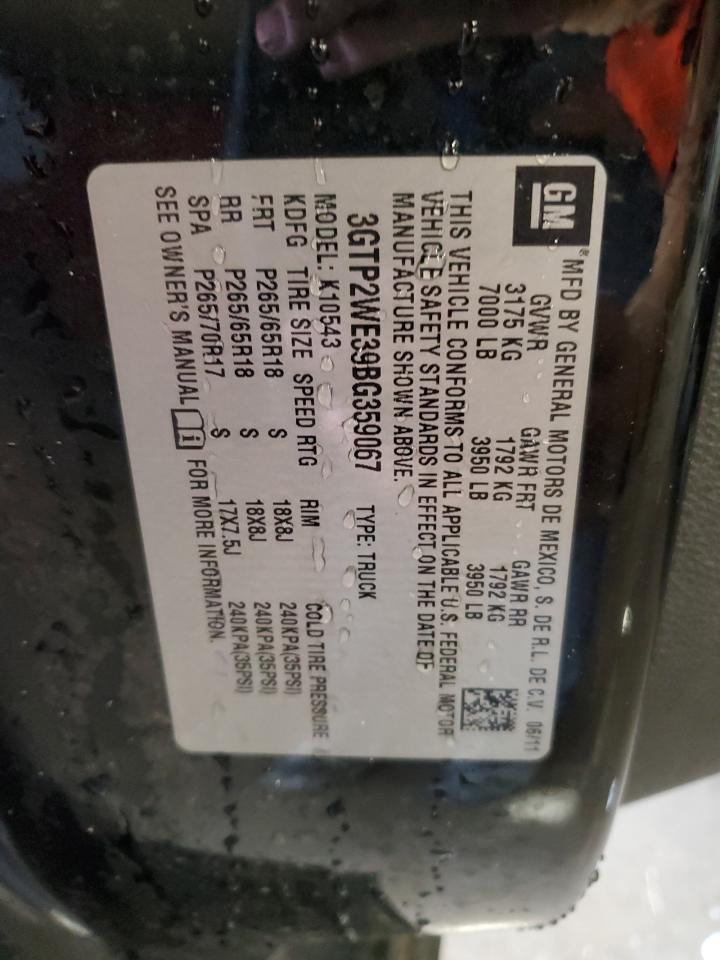 GM
®MFD BY GENERAL MOTORS DE MEXICO, S. DE R.L. DE C.V. 06/11
GVWR GAWR FRT GAWR RR
3175 KG 1792 KG 1792 KG
7000 LB 3950 LB 3950 LB
THIS VEHICLE CONFORMS TO ALL APPLICABLE U.S. FEDERAL MOTOR
VEHICLE SAFETY STANDARDS IN EFFECT ON THE DATE OF
MANUFACTURE SHOWN ABOVE.
3GTP2WE39BG359067 TYPE: TRUCK
MODEL: K10543
KDFG TIRE SIZE SPEED RTG RIM COLD TIRE PRESSURE
FRT P265/65R18 S 18X8J 240KPA(35PSI)
RR P265/65R18 S 18X8J 240KPA(35PSI)
SPA P265/70R17 S 17X7.5J 240KPA(35PSI)
SEE OWNER'S MANUAL FOR MORE INFORMATION.